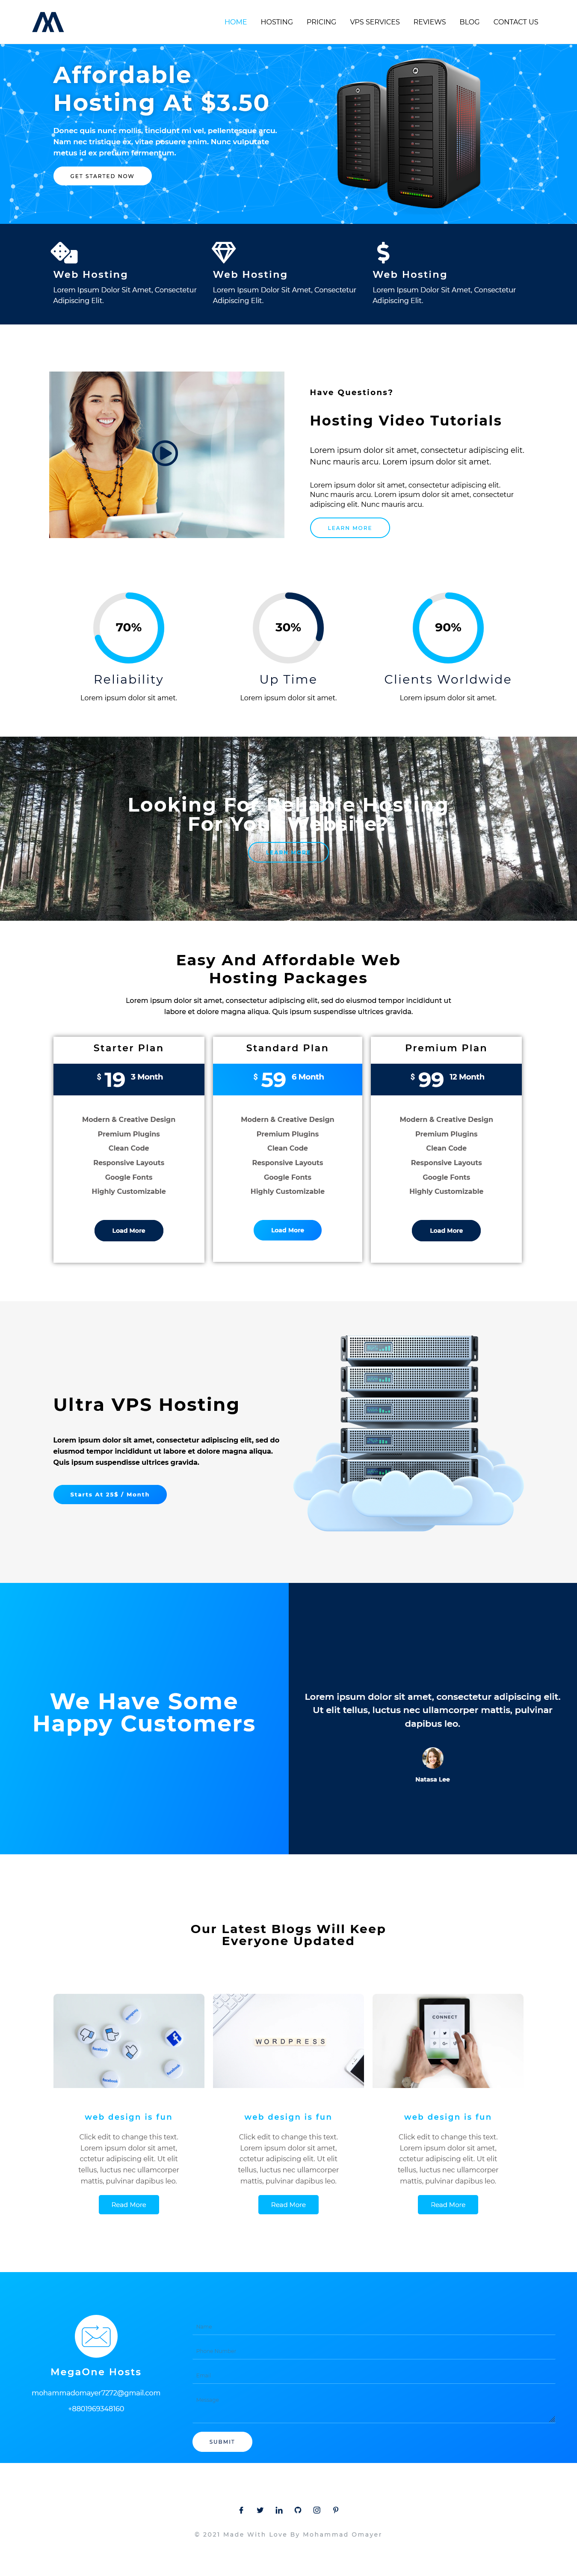 HOME HOSTING PRICING VPS SERVICES REVIEWS BLOG CONTACT US
Affordable
Hosting At $3.50
Donec quis nunc mollis, tincidunt mi vel, pellentesque arcu.
Nam nec tristique ex, vitae posuere enim. Nunc vulputate
metus id ex pretium fermentum.
GET STARTED NOW
Web Hosting
Lorem Ipsum Dolor Sit Amet, Consectetur
Adipiscing Elit.
Web Hosting
Lorem Ipsum Dolor Sit Amet, Consectetur
Adipiscing Elit.
Web Hosting
Lorem Ipsum Dolor Sit Amet, Consectetur
Adipiscing Elit.
Have Questions?
Hosting Video Tutorials
Lorem ipsum dolor sit amet, consectetur adipiscing elit.
Nunc mauris arcu. Lorem ipsum dolor sit amet.
Lorem ipsum dolor sit amet, consectetur adipiscing elit.
Nunc mauris arcu. Lorem ipsum dolor sit amet, consectetur
adipiscing elit. Nunc mauris arcu.
LEARN MORE
70%
Reliability
Lorem ipsum dolor sit amet.
30%
Up Time
Lorem ipsum dolor sit amet.
90%
Clients Worldwide
Lorem ipsum dolor sit amet.
Looking For Reliable Hosting
For Your Website?
Easy And Affordable Web
Hosting Packages
Lorem ipsum dolor sit amet, consectetur adipiscing elit, sed do eiusmod tempor incididunt ut
labore et dolore magna aliqua. Quis ipsum suspendisse ultrices gravida.
Starter Plan
$ 19 3 Month
Modern & Creative Design
Premium Plugins
Clean Code
Responsive Layouts
Google Fonts
Highly Customizable
Load More
Standard Plan
$ 59 6 Month
Modern & Creative Design
Premium Plugins
Clean Code
Responsive Layouts
Google Fonts
Highly Customizable
Load More
Premium Plan
$ 99 12 Month
Modern & Creative Design
Premium Plugins
Clean Code
Responsive Layouts
Google Fonts
Highly Customizable
Load More
Ultra VPS Hosting
Lorem ipsum dolor sit amet, consectetur adipiscing elit, sed do
eiusmod tempor incididunt ut labore et dolore magna aliqua.
Quis ipsum suspendisse ultrices gravida.
Starts At 25$ / Month
We Have Some
Happy Customers
Lorem ipsum dolor sit amet, consectetur adipiscing elit.
Ut elit tellus, luctus nec ullamcorper mattis, pulvinar
dapibus leo.
Natasa Lee
Our Latest Blogs Will Keep
Everyone Updated
WORDPRESS
CONNECT
web design is fun
Click edit to change this text.
Lorem ipsum dolor sit amet,
cctetur adipiscing elit. Ut elit
tellus, luctus nec ullamcorper
mattis, pulvinar dapibus leo.
Read More
web design is fun
Click edit to change this text.
Lorem ipsum dolor sit amet,
cctetur adipiscing elit. Ut elit
tellus, luctus nec ullamcorper
mattis, pulvinar dapibus leo.
Read More
web design is fun
Click edit to change this text.
Lorem ipsum dolor sit amet,
cctetur adipiscing elit. Ut elit
tellus, luctus nec ullamcorper
mattis, pulvinar dapibus leo.
Read More
MegaOne Hosts
mohammadomayer7272@gmail.com
+8801969348160
SUBMIT
© 2021 Made With Love By Mohammad Omayer